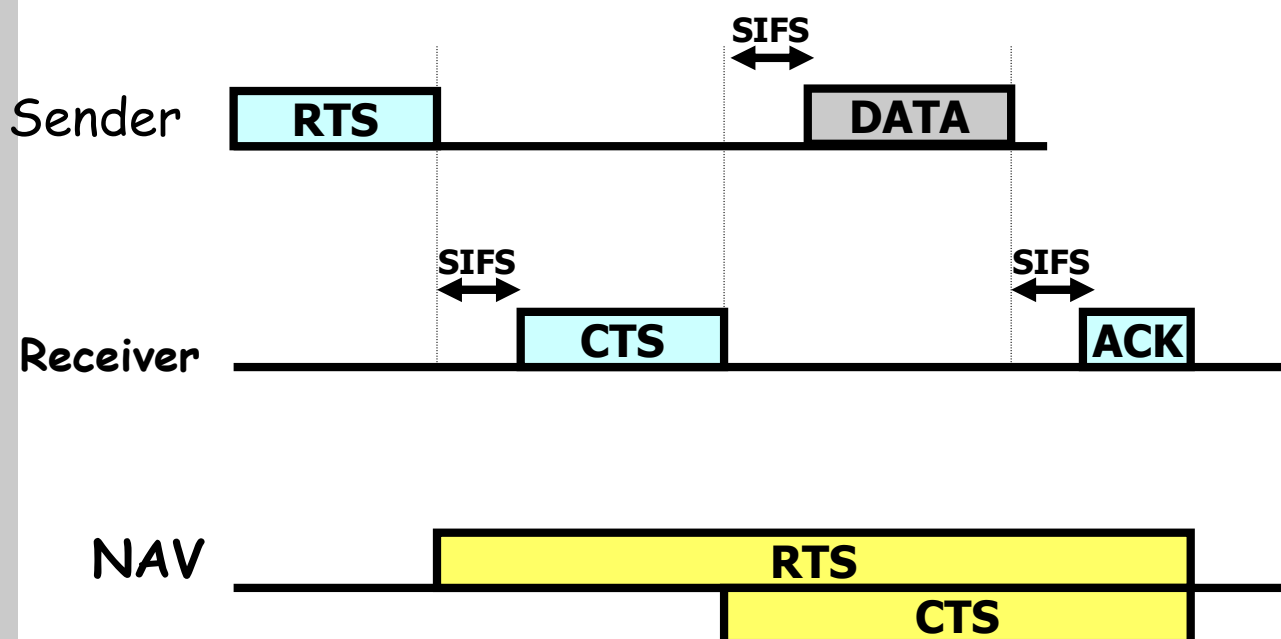 SIFS
Sender RTS DATA
SIFS SIFS
Receiver CTS ACK
NAV RTS
CTS